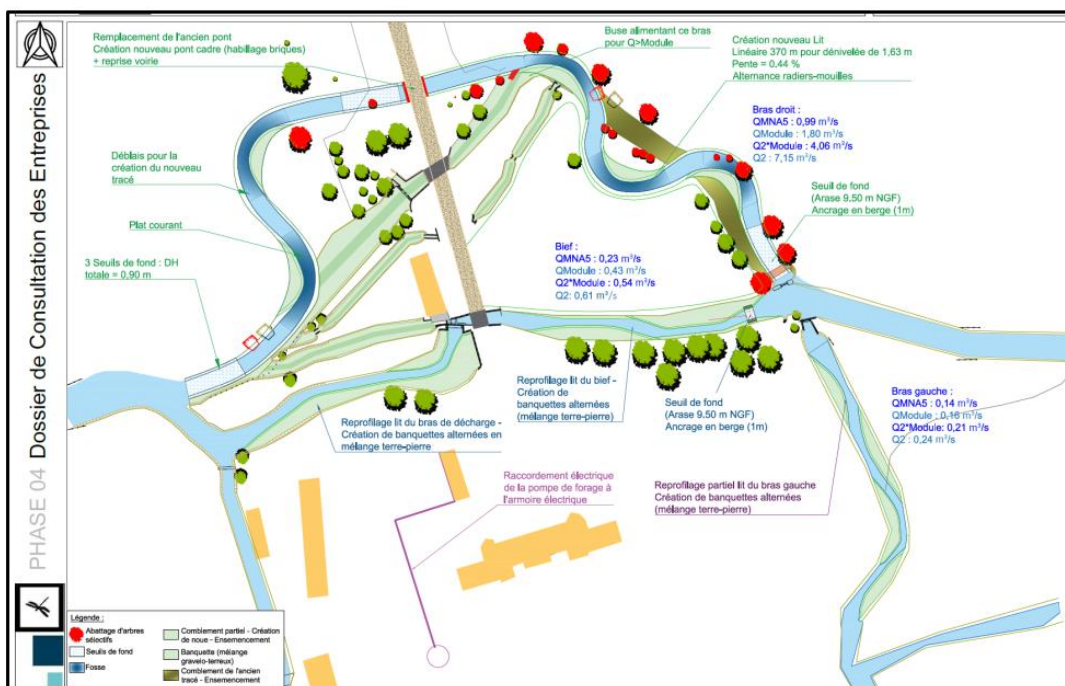 PHASE 04 Dossier de Consultation des Entreprises
Remplacement de l'ancien pont
Création nouveau pont cadre (habillage briques)
+ reprise voirie
Buse alimentant ce bras
pour Q>Module
Création nouveau Lit
Linéaire 370 m pour dénivelée de 1,63 m
Pente = 0.44 %
Alternance radiers-mouilles
Bras droit :
QMNA5 : 0,99 m³/s
QModule : 1,80 m³/s
Q2*Module : 4,06 m³/s
Q2 : 7,15 m³/s
Déblais pour la
création du nouveau
tracé
Plat courant
3 Seuils de fond : DH
totale = 0,90 m
Seuil de fond
(Arase 9.50 m NGF)
Ancrage en berge (1m)
Bief :
QMNA5 : 0,23 m³/s
QModule : 0,43 m³/s
Q2*Module : 0,54 m³/s
Q2: 0,61 m³/s
Reprofilage lit du bief -
Création de
banquettes alternées
(mélange terre-pierre)
Seuil de fond
(Arase 9.50 m NGF)
Ancrage en berge (1m)
Reprofilage lit du bras de décharge -
Création de banquettes alternées en
mélange terre-pierre
Bras gauche :
QMNA5 : 0,14 m³/s
QModule : 0,16 m³/s
Q2*Module: 0,21 m³/s
Q2 : 0,24 m³/s
Raccordement électrique
de la pompe de forage à
l'armoire électrique
Reprofilage partiel lit du bras gauche
Création de banquettes alternées
(mélange terre-pierre)
Légende :
Abattage d'arbres
sélectifs
Seuils de fond
Fosse
Comblement partiel - Création
de noue - Ensemencement
Banquette (mélange
gravelo-terreux)
Comblement de l'ancien
tracé - Ensemencement